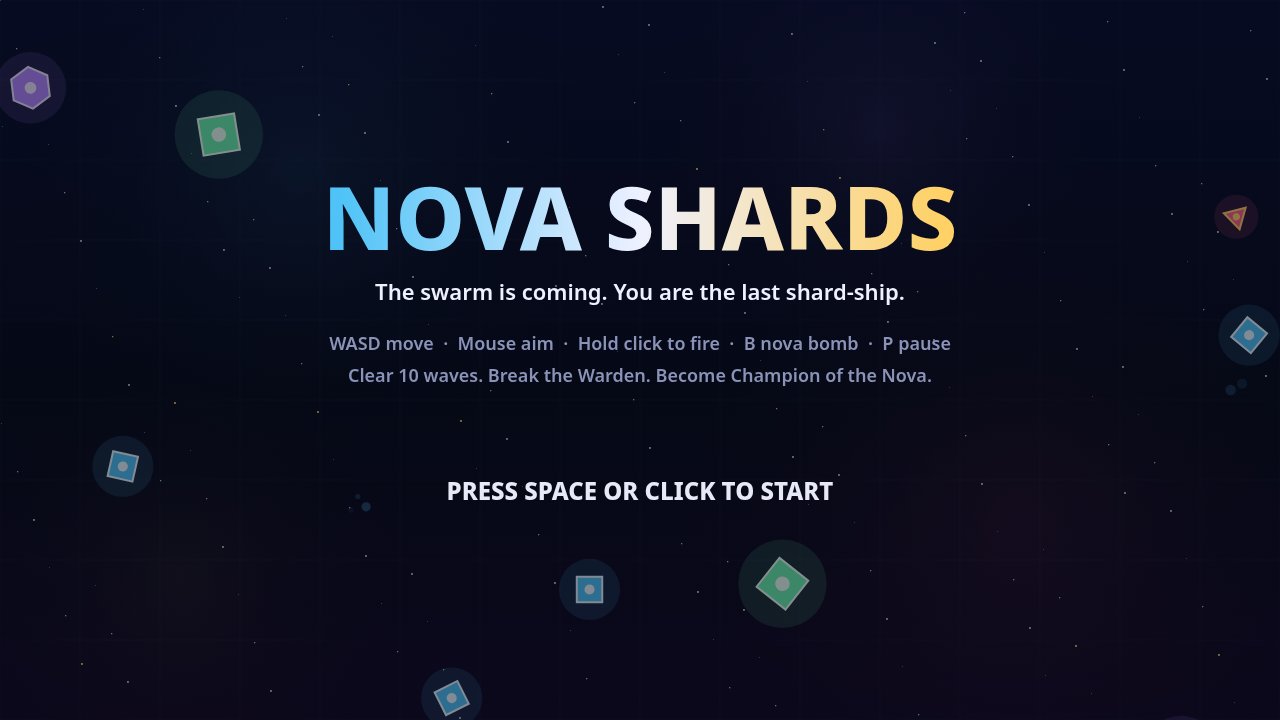 NOVA SHARDS
The swarm is coming. You are the last shard-ship.
WASD move · Mouse aim · Hold click to fire · B nova bomb · P pause
Clear 10 waves. Break the Warden. Become Champion of the Nova.
PRESS SPACE OR CLICK TO START